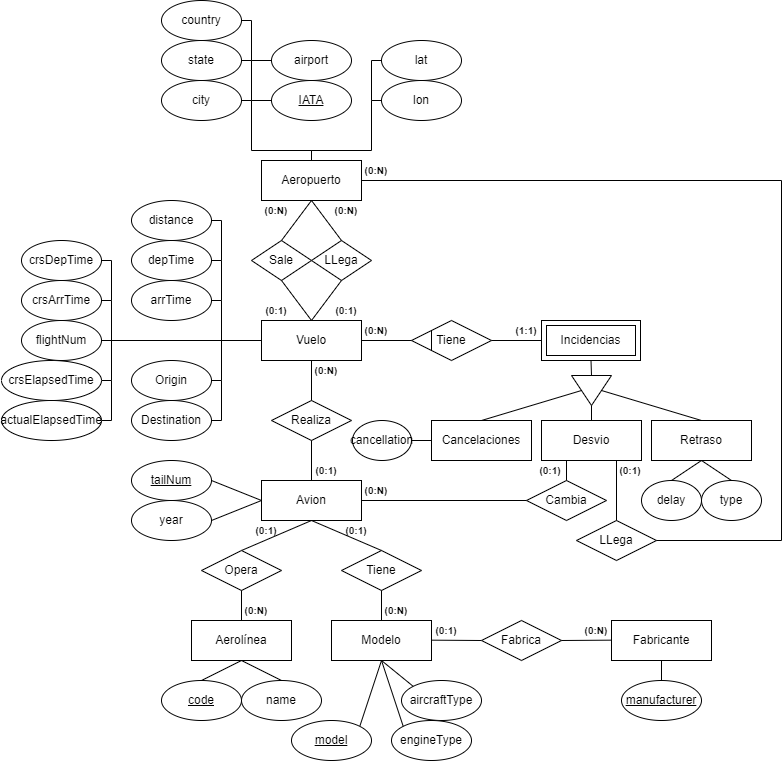 country
state
airport
lat
city
IATA
lon
(0:N)
Aeropuerto
(0:N)
(0:N)
distance
crsDepTime
depTime
Sale
LLega
crsArrTime
arrTime
(0:1)
(0:1)
flightNum
Vuelo
(0:N)
Tiene
(1:1)
Incidencias
(0:N)
crsElapsedTime
Origin
actualElapsedTime
Destination
Realiza
cancellation
Cancelaciones
Desvio
Retraso
(0:1)
(0:1)
(0:1)
tailNum
Avion
(0:N)
Cambia
delay
type
year
(0:1)
(0:1)
LLega
Opera
Tiene
(0:N)
(0:N)
Aerolínea
Modelo
(0:1)
Fabrica
(0:N)
Fabricante
code
name
aircraftType
manufacturer
model
engineType